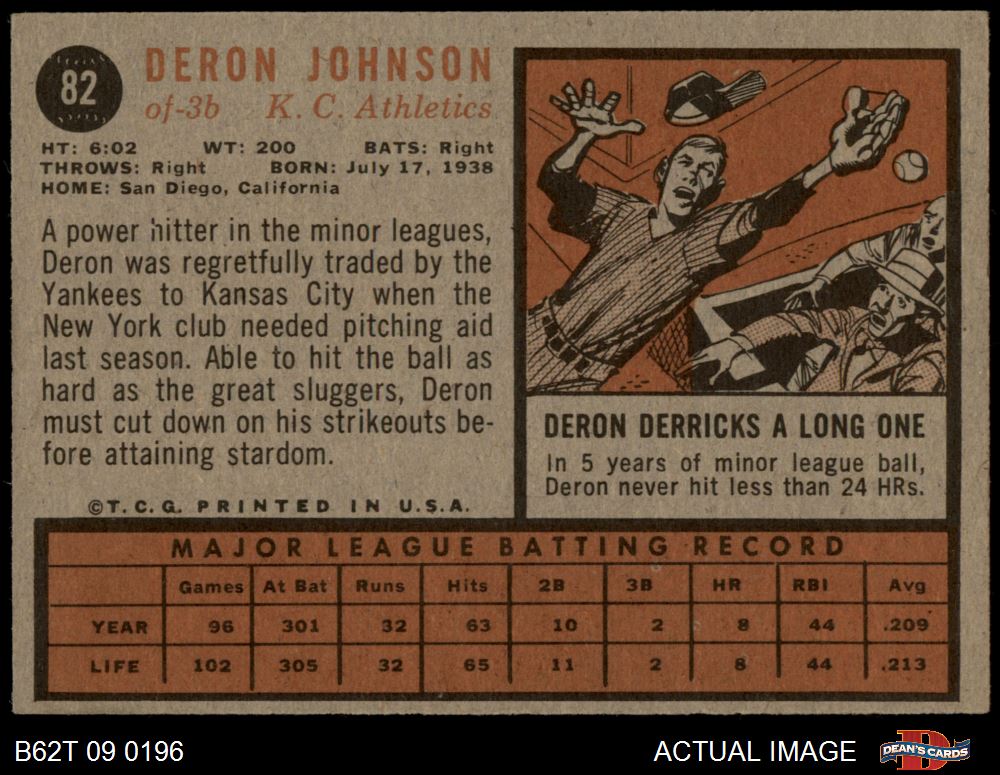 82
DERON JOHNSON
of-3b K. C. Athletics
HT: 6:02 WT: 200 BATS: Right
THROWS: Right BORN: July 17, 1938
HOME: San Diego, California
A power hitter in the minor leagues,
Deron was regretfully traded by the
Yankees to Kansas City when the
New York club needed pitching aid
last season. Able to hit the ball as
hard as the great sluggers, Deron
must cut down on his strikeouts be-
fore attaining stardom.
©T. C. G. PRINTED IN U.S.A.
DERON DERRICKS A LONG ONE
In 5 years of minor league ball,
Deron never hit less than 24 HRs.
MAJOR LEAGUE BATTING RECORD
Games At Bat Runs Hits 2B 3B HR RBI Avg
YEAR 96 301 32 63 10 2 8 44 .209
LIFE 102 305 32 65 11 2 8 44 .213
B62T 09 0196 ACTUAL IMAGE DEAN'S CARDS